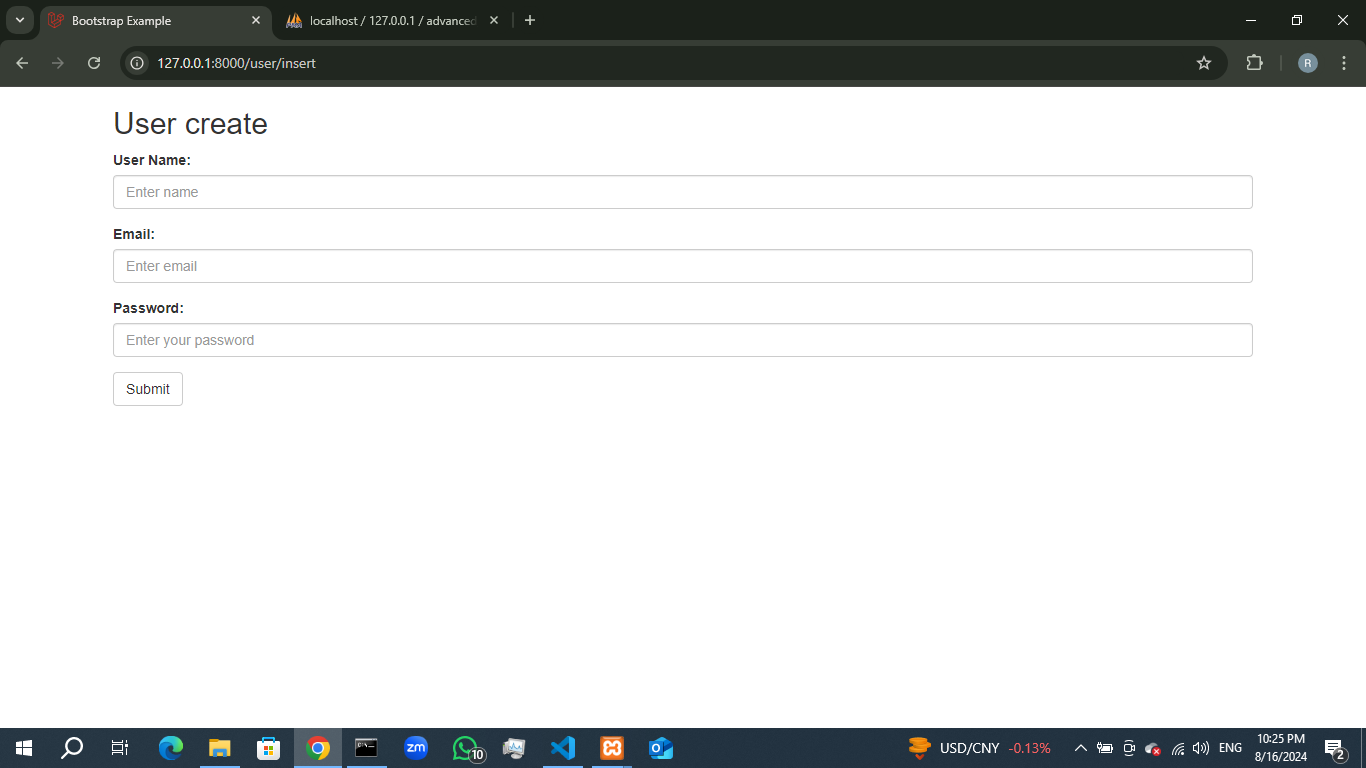 Bootstrap Example
localhost / 127.0.0.1 / advanced
127.0.0.1:8000/user/insert
R
User create
User Name:
Enter name
Email:
Enter email
Password:
Enter your password
Submit
zm
10
USD/CNY -0.13%
ENG
10:25 PM
8/16/2024
2